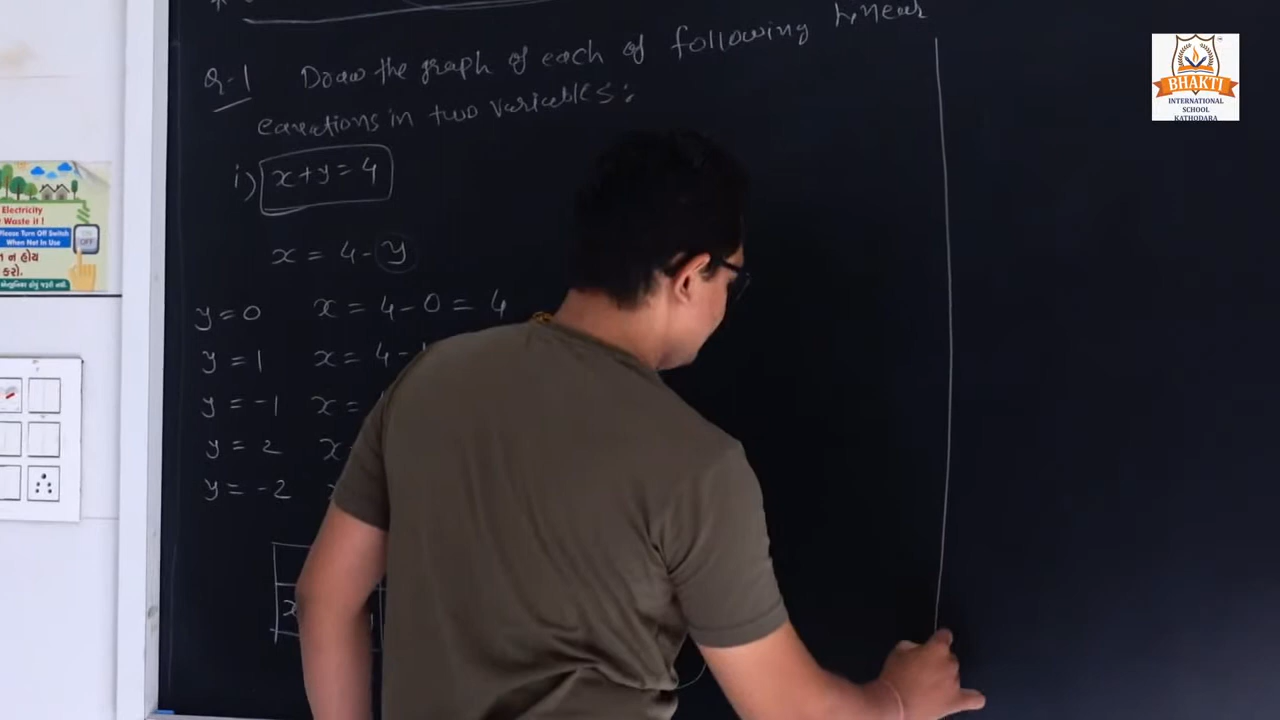 Q-1 Draw the graph of each of following Linear
equations in two variables:
i) x+y=4
x = 4-y
y=0 x = 4-0 = 4
y = 1 x = 4-
y = -1 x =
y = 2 x
y = -2
x
BHAKTI
INTERNATIONAL
SCHOOL
KATHODARA
Electricity
Waste it !
Please Turn Off Switch
When Not In Use
OFF
ન હોય
કરો.